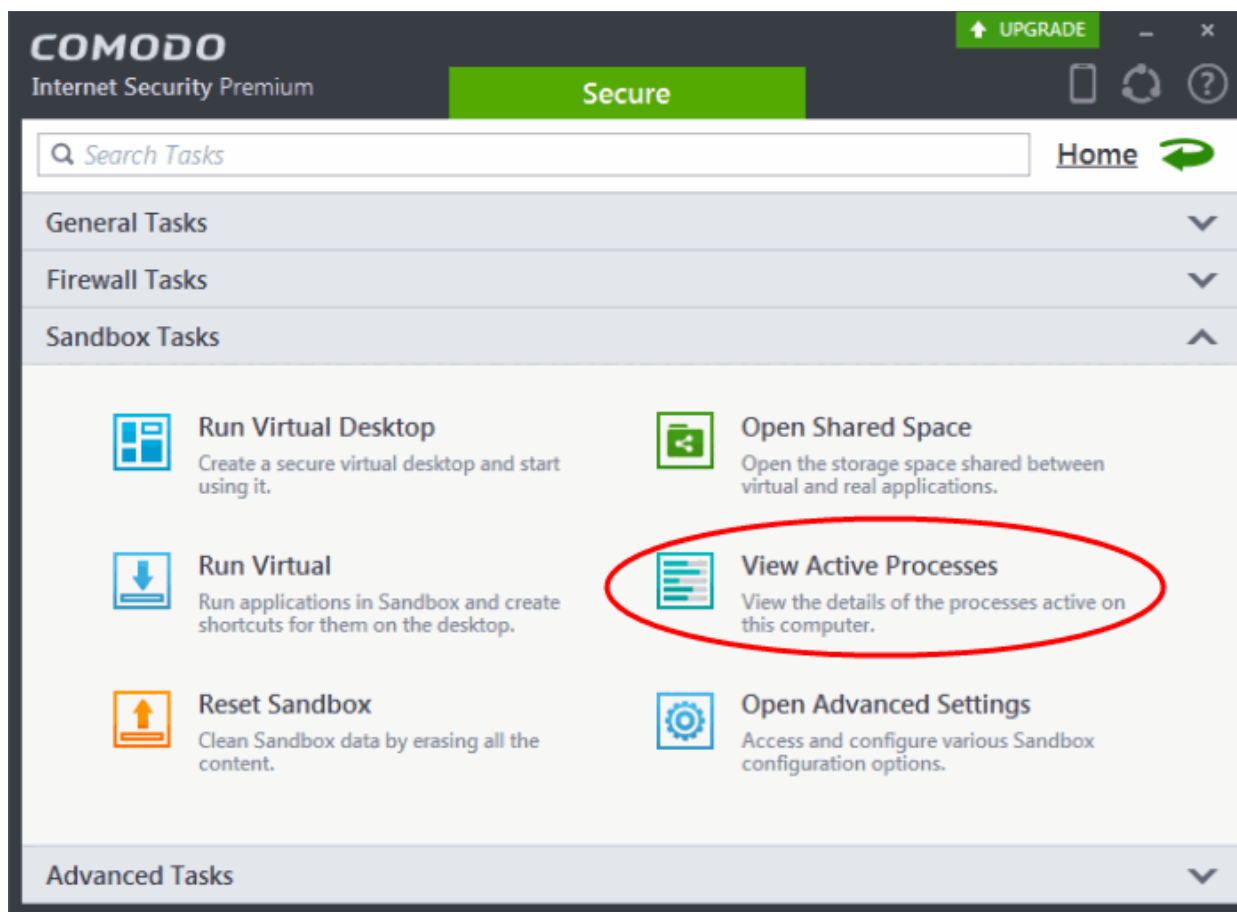 COMODO
Internet Security Premium
UPGRADE
Secure
Search Tasks
Home
General Tasks
Firewall Tasks
Sandbox Tasks
Run Virtual Desktop
Create a secure virtual desktop and start
using it.
Open Shared Space
Open the storage space shared between
virtual and real applications.
Run Virtual
Run applications in Sandbox and create
shortcuts for them on the desktop.
View Active Processes
View the details of the processes active on
this computer.
Reset Sandbox
Clean Sandbox data by erasing all the
content.
Open Advanced Settings
Access and configure various Sandbox
configuration options.
Advanced Tasks